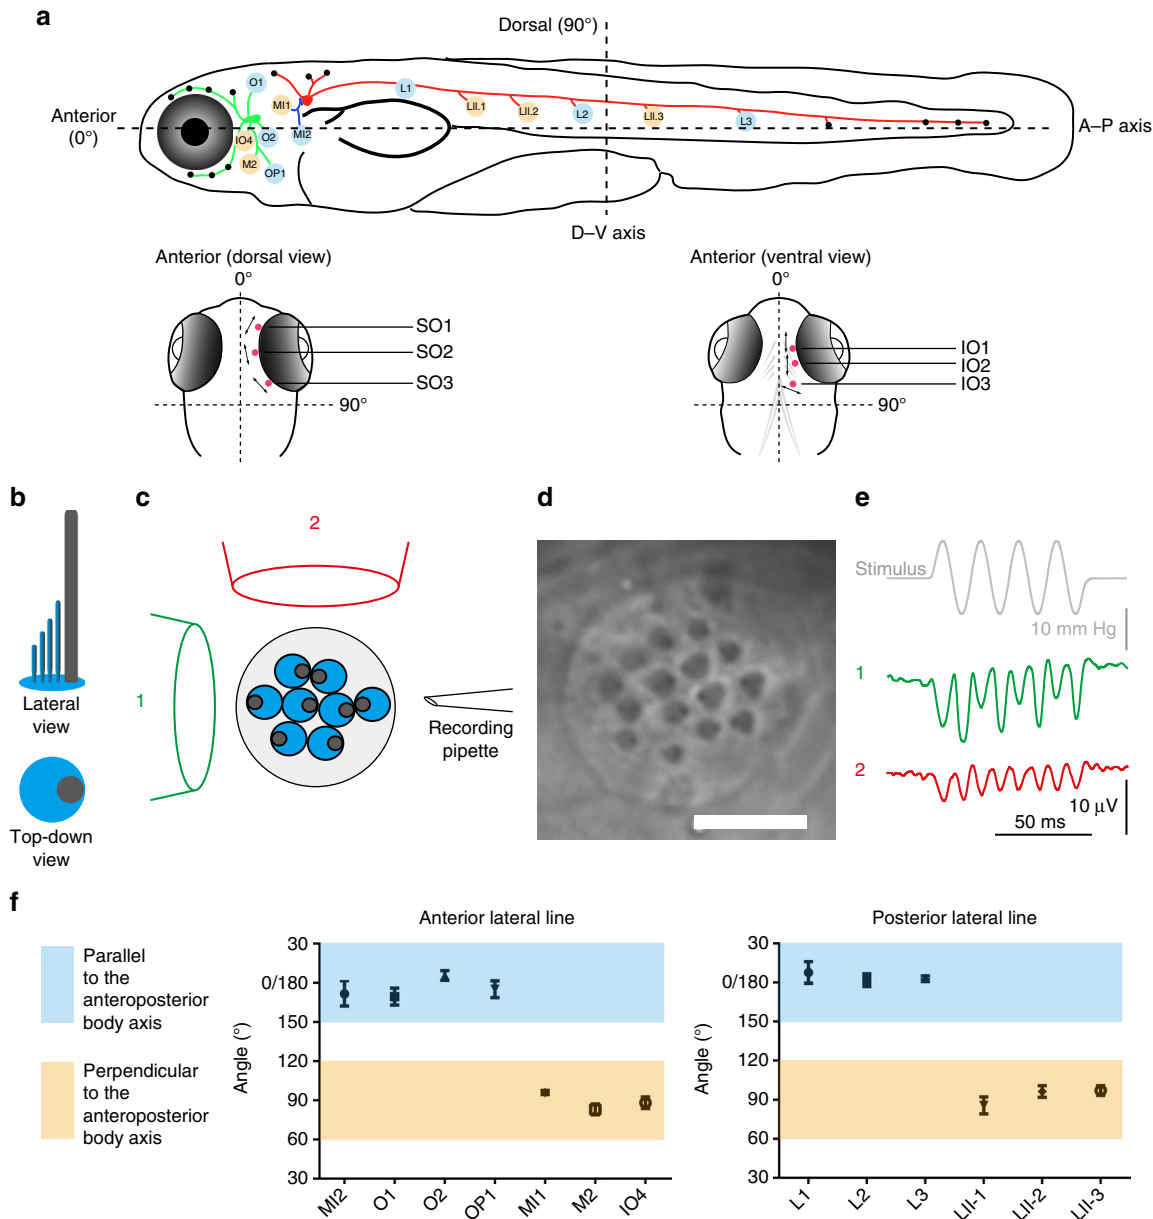 a
Dorsal (90°)
Anterior
(0°)
O1
MI1
MI2
O2
IO4
M2
OP1
L1
LII.1
LII.2
L2
LII.3
L3
A–P axis
D–V axis
Anterior (dorsal view)
0°
SO1
SO2
SO3
90°
Anterior (ventral view)
0°
IO1
IO2
IO3
90°
b
Lateral
view
Top-down
view
c
2
1
Recording
pipette
d
e
Stimulus
10 mm Hg
1
2
10 µV
50 ms
f
Parallel
to the
anteroposterior
body axis
Perpendicular
to the
anteroposterior
body axis
Anterior lateral line
Angle (°)
30
0/180
150
120
90
60
30
MI2
O1
O2
OP1
MI1
M2
IO4
Posterior lateral line
Angle (°)
30
0/180
150
120
90
60
30
L1
L2
L3
LII-1
LII-2
LII-3